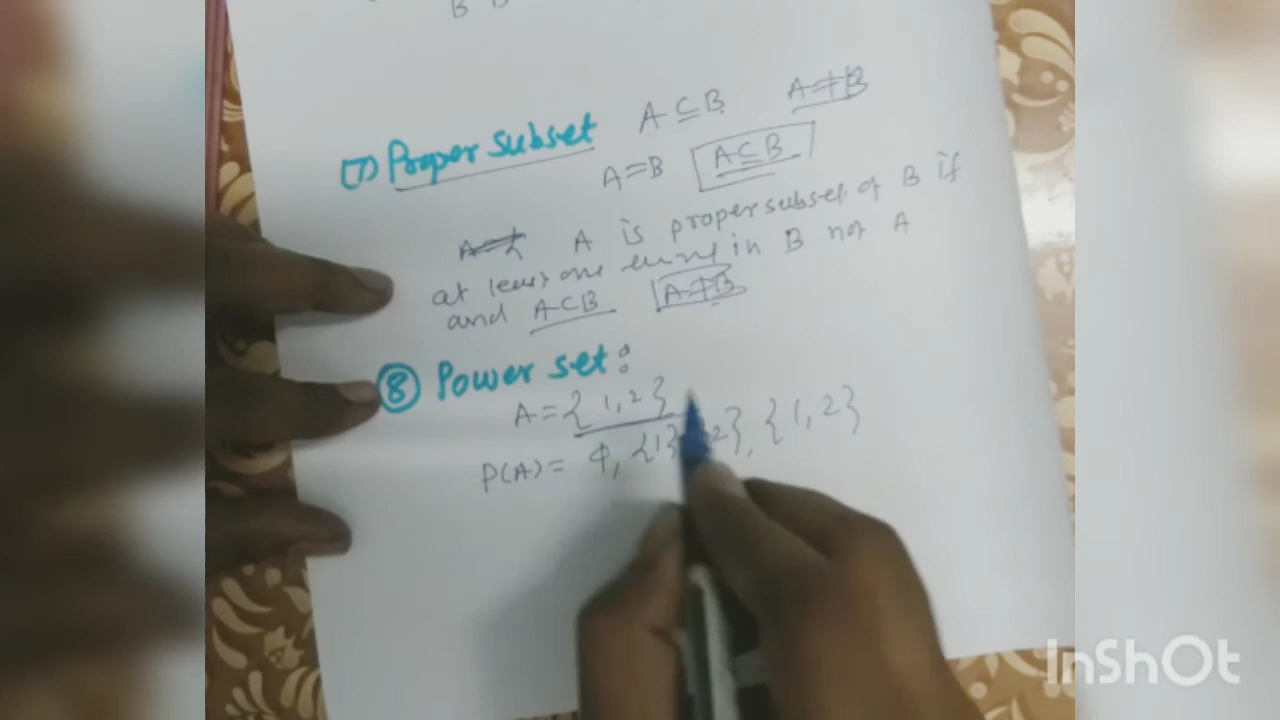 B B
(7) Proper subset A ⊆ B A≠B
A=B A⊆B
A is proper subset of B if
at least one in B not A
and A⊂B A≠B
(8) Power set:
A={ 1,2 }
P(A)= φ, {1} 2}, {1,2}
InShOt